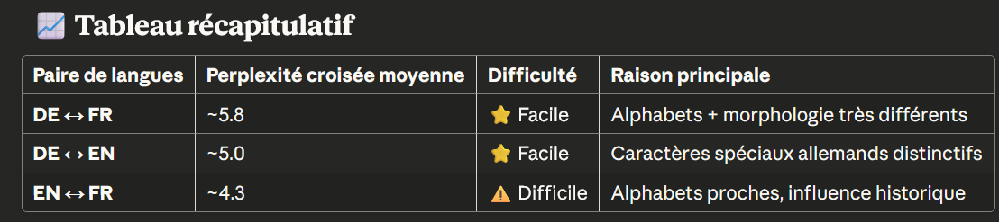 📈 Tableau récapitulatif
Paire de langues Perplexité croisée moyenne Difficulté Raison principale
DE ↔ FR ~5.8 ⭐ Facile Alphabets + morphologie très différents
DE ↔ EN ~5.0 ⭐ Facile Caractères spéciaux allemands distinctifs
EN ↔ FR ~4.3 ⚠️ Difficile Alphabets proches, influence historique